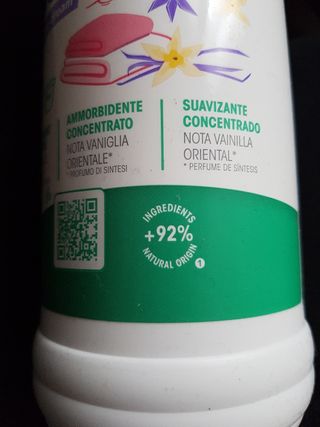 AMMORBIDENTE
CONCENTRATO
NOTA VANIGLIA
ORIENTALE*
* PROFUMO DI SINTESI
SUAVIZANTE
CONCENTRADO
NOTA VAINILLA
ORIENTAL*
* PERFUME DE SÍNTESIS
INGREDIENTS
+92%
NATURAL ORIGIN
1